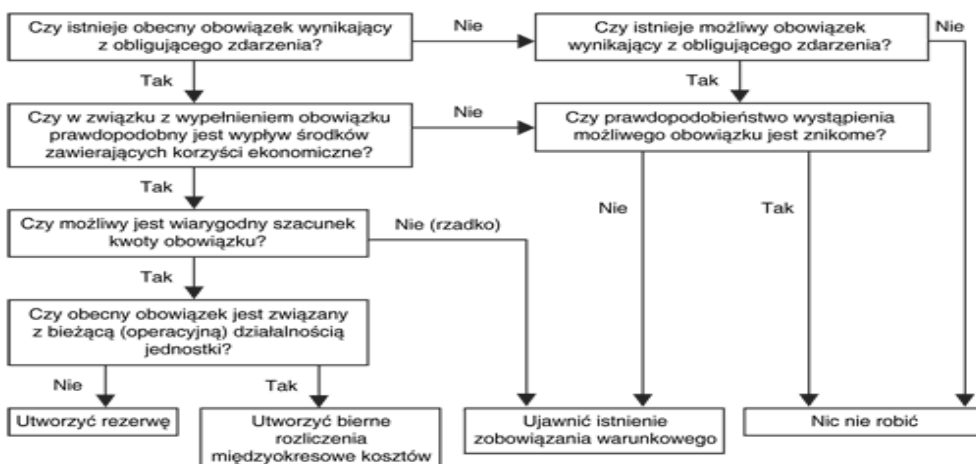 Czy istnieje obecny obowiązek wynikający
z obligującego zdarzenia?
Nie
Czy istnieje możliwy obowiązek
wynikający z obligującego zdarzenia?
Nie
Tak
Tak
Czy w związku z wypełnieniem obowiązku
prawdopodobny jest wypływ środków
zawierających korzyści ekonomiczne?
Nie
Czy prawdopodobieństwo wystąpienia
możliwego obowiązku jest znikome?
Tak
Czy możliwy jest wiarygodny szacunek
kwoty obowiązku?
Nie (rzadko)
Nie
Tak
Tak
Czy obecny obowiązek jest związany
z bieżącą (operacyjną) działalnością
jednostki?
Nie
Tak
Utworzyć rezerwę
Utworzyć bierne
rozliczenia
międzyokresowe kosztów
Ujawnić istnienie
zobowiązania warunkowego
Nic nie robić